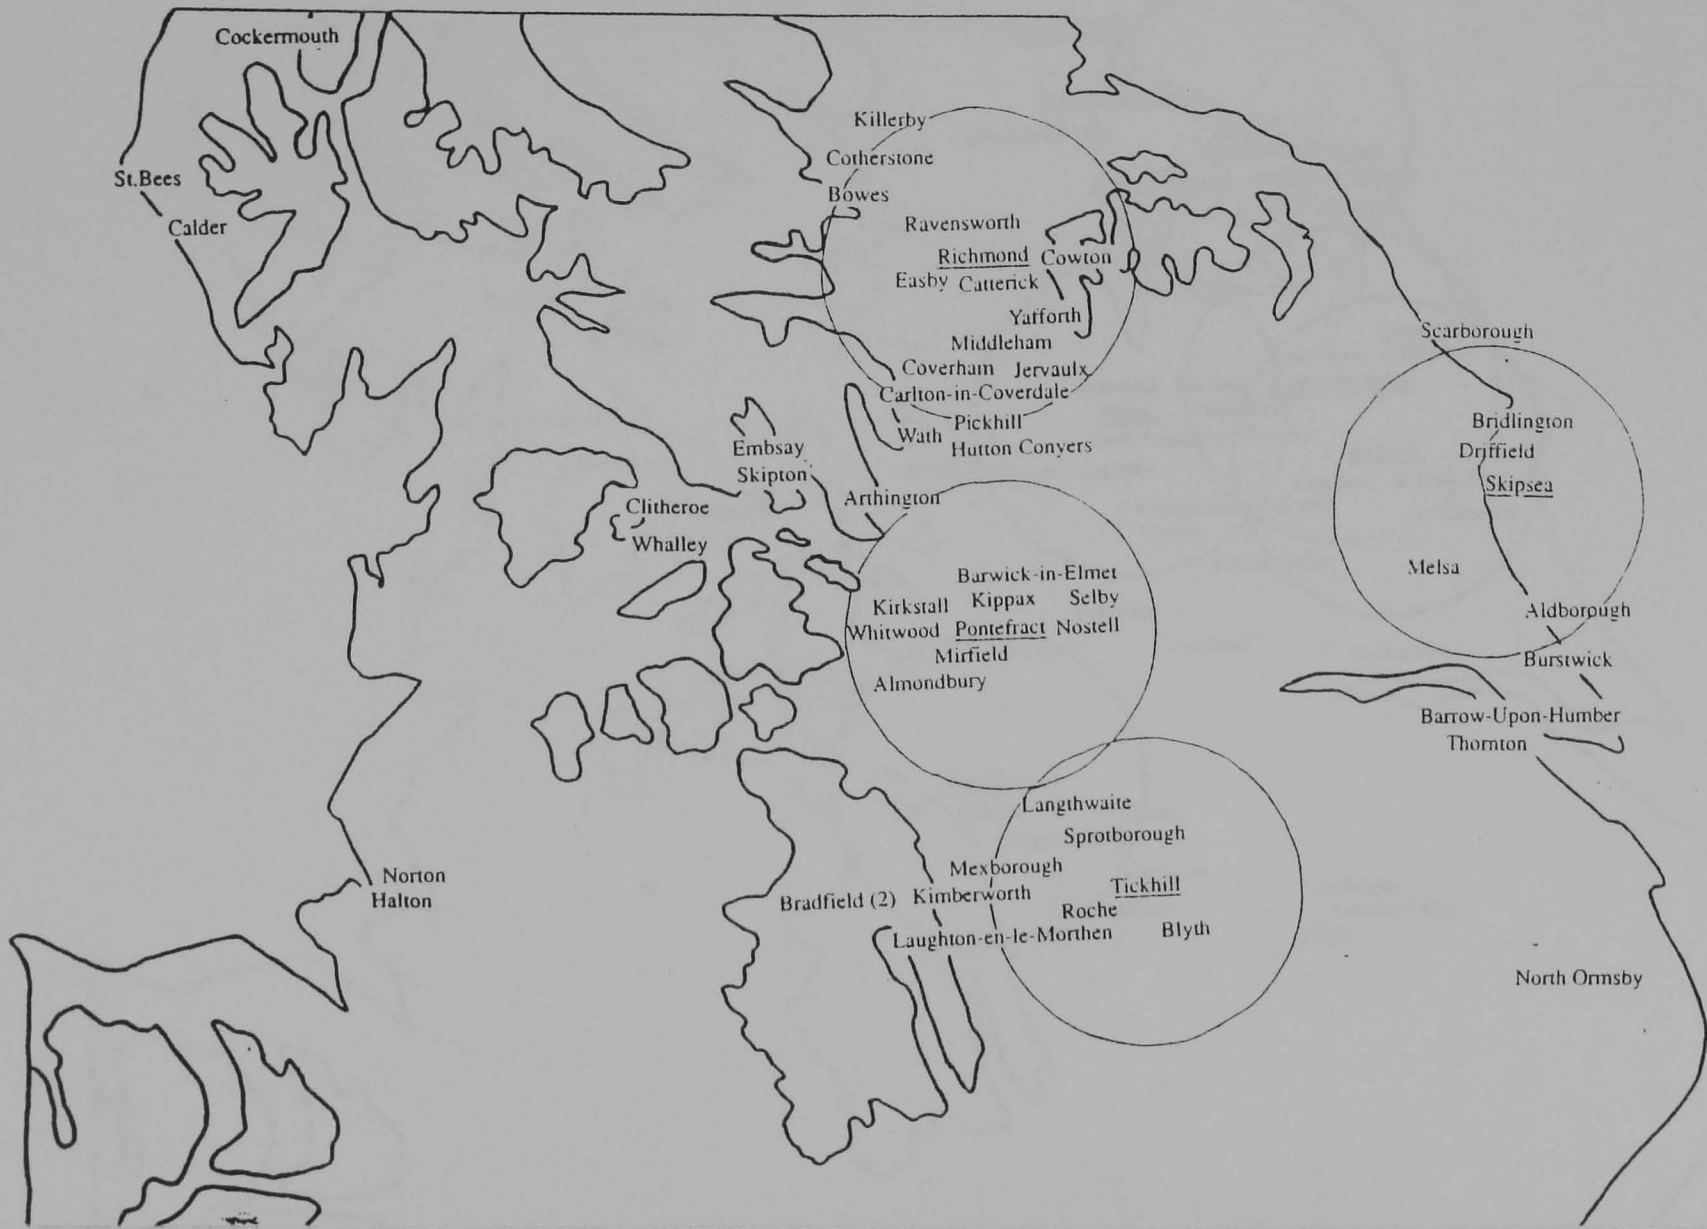 Cockermouth
St.Bees
Calder
Killerby
Cotherstone
Bowes
Ravensworth
Richmond Cowton
Easby Catterick
Yafforth
Middleham
Coverham Jervaulx
Carlton-in-Coverdale
Pickhill
Wath Hutton Conyers
Scarborough
Bridlington
Driffield
Skipsea
Melsa
Aldborough
Burstwick
Barrow-Upon-Humber
Thornton
Embsay
Skipton
Arthington
Clitheroe
Whalley
Barwick-in-Elmet
Kirkstall Kippax Selby
Whitwood Pontefract Nostell
Mirfield
Almondbury
Langthwaite
Sprotborough
Mexborough
Bradfield (2) Kimberworth Tickhill
Roche
Laughton-en-le-Morthen Blyth
Norton
Halton
North Ormsby